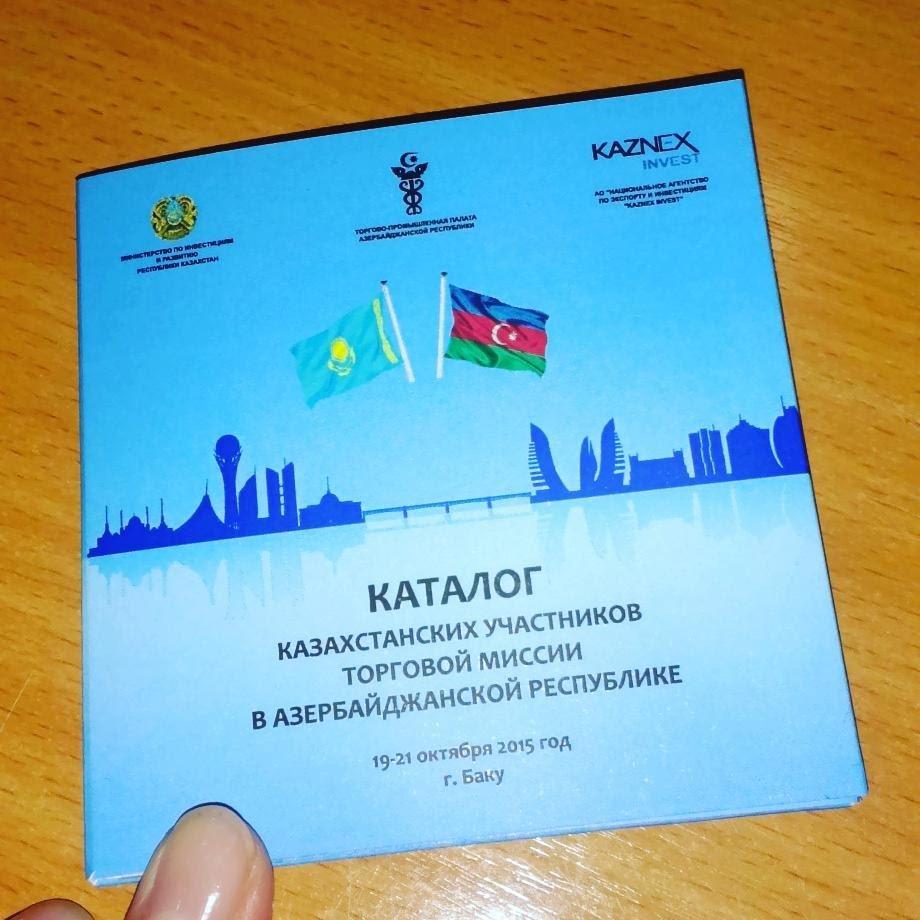 МИНИСТЕРСТВО ПО ИНВЕСТИЦИЯМ
И РАЗВИТИЮ
РЕСПУБЛИКИ КАЗАХСТАН
ТОРГОВО-ПРОМЫШЛЕННАЯ ПАЛАТА
АЗЕРБАЙДЖАНСКОЙ РЕСПУБЛИКИ
KAZNEX
INVEST
АО "НАЦИОНАЛЬНОЕ АГЕНТСТВО
ПО ЭКСПОРТУ И ИНВЕСТИЦИЯМ
"KAZNEX INVEST"
КАТАЛОГ
КАЗАХСТАНСКИХ УЧАСТНИКОВ
ТОРГОВОЙ МИССИИ
В АЗЕРБАЙДЖАНСКОЙ РЕСПУБЛИКЕ
19-21 октября 2015 год
г. Баку